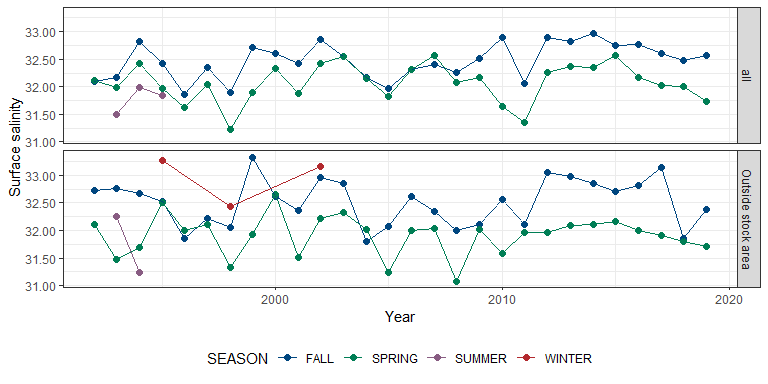 33.00
32.50
32.00
31.50
31.00
all
33.00
32.50
32.00
31.50
31.00
Outside stock area
Surface salinity
2000 2010 2020
Year
SEASON FALL SPRING SUMMER WINTER